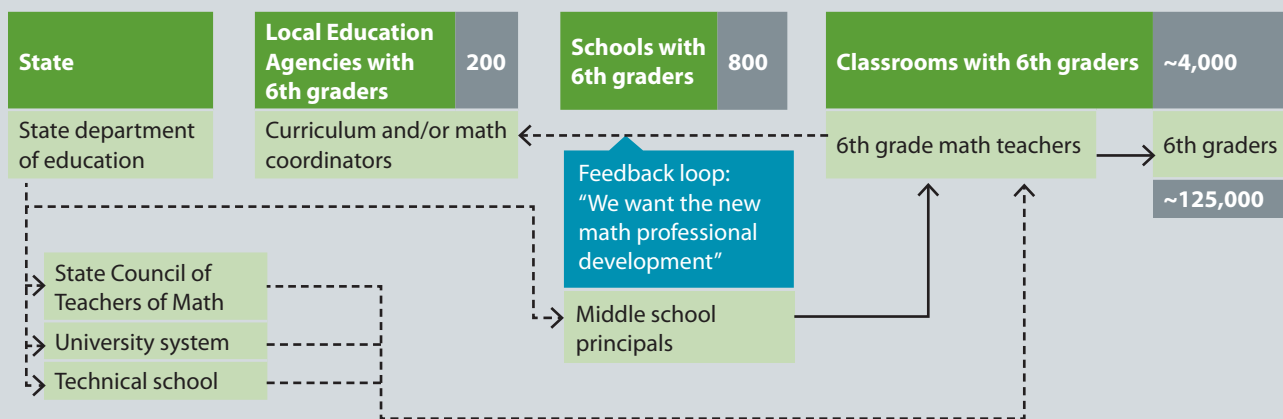 State
Local Education
Agencies with
6th graders
200
Schools with
6th graders
800
Classrooms with 6th graders
~4,000
State department
of education
Curriculum and/or math
coordinators
6th grade math teachers
6th graders
~125,000
Feedback loop:
“We want the new
math professional
development”
State Council of
Teachers of Math
University system
Technical school
Middle school
principals